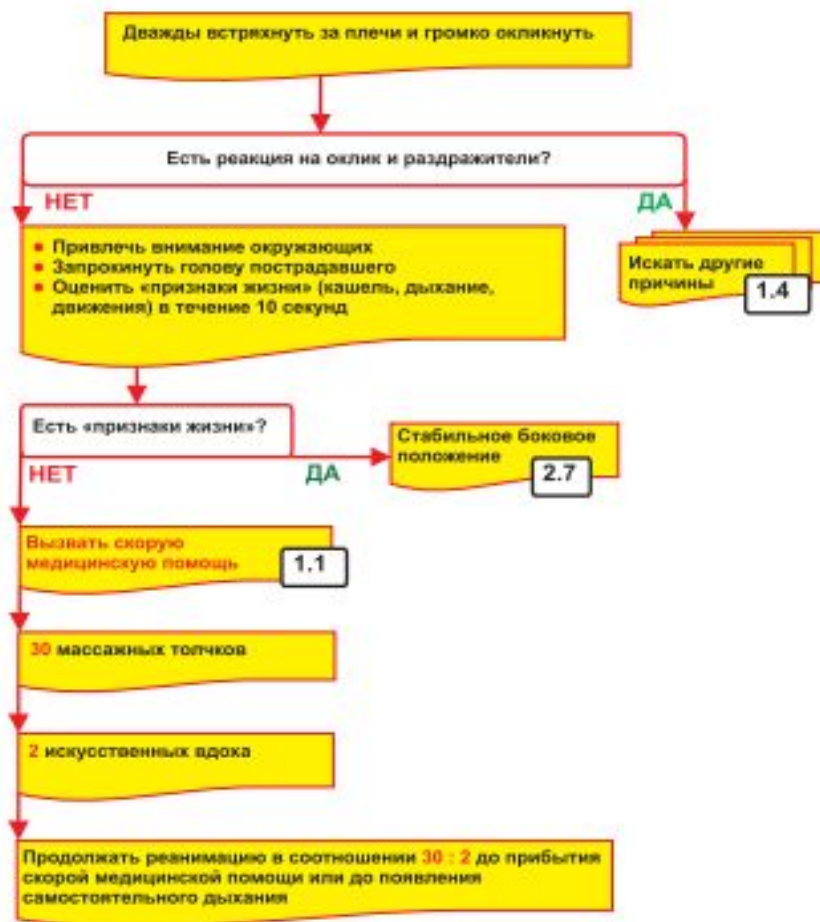 Дважды встряхнуть за плечи и громко окликнуть
Есть реакция на оклик и раздражители?
НЕТ
ДА
• Привлечь внимание окружающих
• Запрокинуть голову пострадавшего
• Оценить «признаки жизни» (кашель, дыхание,
движения) в течение 10 секунд
Искать другие
причины
1.4
Есть «признаки жизни»?
НЕТ
ДА
Стабильное боковое
положение
2.7
Вызвать скорую
медицинскую помощь
1.1
30 массажных толчков
2 искусственных вдоха
Продолжать реанимацию в соотношении 30 : 2 до прибытия
скорой медицинской помощи или до появления
самостоятельного дыхания